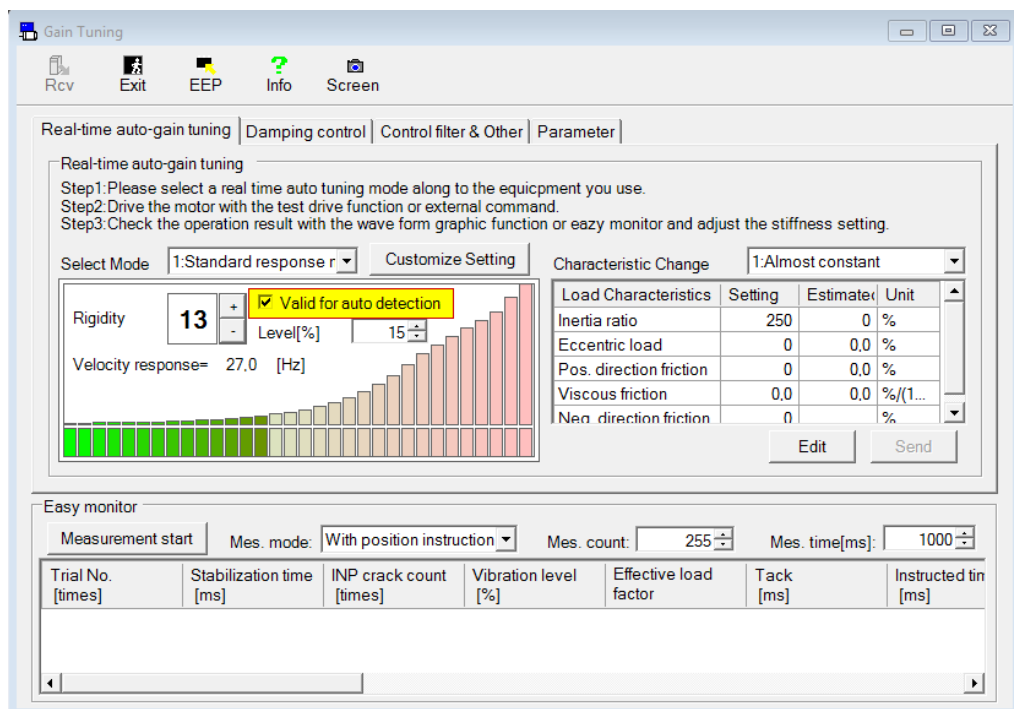 Gain Tuning
Rcv Exit EEP Info Screen
Real-time auto-gain tuning Damping control Control filter & Other Parameter
Real-time auto-gain tuning
Step1:Please select a real time auto tuning mode along to the equicpment you use.
Step2:Drive the motor with the test drive function or external command.
Step3:Check the operation result with the wave form graphic function or eazy monitor and adjust the stiffness setting.
Select Mode 1:Standard response r Customize Setting Characteristic Change 1:Almost constant
Rigidity 13 + - Valid for auto detection
Level[%] 15
Velocity response= 27,0 [Hz]
Load Characteristics Setting Estimatec Unit
Inertia ratio 250 0 %
Eccentric load 0 0,0 %
Pos. direction friction 0 0,0 %
Viscous friction 0,0 0,0 %/(1...
Neg. direction friction 0 %
Edit Send
Easy monitor
Measurement start Mes. mode: With position instruction Mes. count: 255 Mes. time[ms]: 1000
Trial No. Stabilization time INP crack count Vibration level Effective load Tack Instructed tim
[times] [ms] [times] [%] factor [ms] [ms]